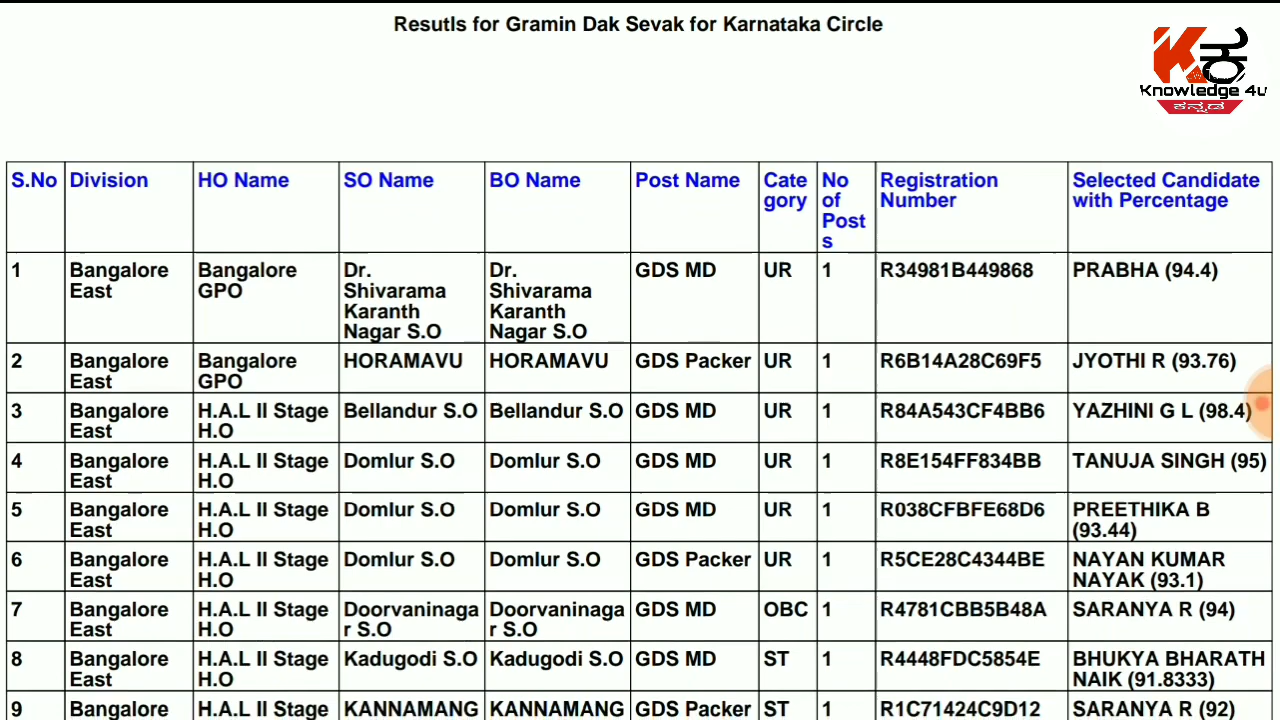 Resutls for Gramin Dak Sevak for Karnataka Circle
Knowledge 4u
ಕನ್ನಡ
S.No Division HO Name SO Name BO Name Post Name Cate gory No of Post s Registration Number Selected Candidate with Percentage
1 Bangalore East Bangalore GPO Dr. Shivarama Karanth Nagar S.O Dr. Shivarama Karanth Nagar S.O GDS MD UR 1 R34981B449868 PRABHA (94.4)
2 Bangalore East Bangalore GPO HORAMAVU HORAMAVU GDS Packer UR 1 R6B14A28C69F5 JYOTHI R (93.76)
3 Bangalore East H.A.L II Stage H.O Bellandur S.O Bellandur S.O GDS MD UR 1 R84A543CF4BB6 YAZHINI G L (98.4)
4 Bangalore East H.A.L II Stage H.O Domlur S.O Domlur S.O GDS MD UR 1 R8E154FF834BB TANUJA SINGH (95)
5 Bangalore East H.A.L II Stage H.O Domlur S.O Domlur S.O GDS MD UR 1 R038CFBFE68D6 PREETHIKA B (93.44)
6 Bangalore East H.A.L II Stage H.O Domlur S.O Domlur S.O GDS Packer UR 1 R5CE28C4344BE NAYAN KUMAR NAYAK (93.1)
7 Bangalore East H.A.L II Stage H.O Doorvaninaga r S.O Doorvaninaga r S.O GDS MD OBC 1 R4781CBB5B48A SARANYA R (94)
8 Bangalore East H.A.L II Stage H.O Kadugodi S.O Kadugodi S.O GDS MD ST 1 R4448FDC5854E BHUKYA BHARATH NAIK (91.8333)
9 Bangalore H.A.L II Stage KANNAMANG KANNAMANG GDS Packer ST 1 R1C71424C9D12 SARANYA R (92)